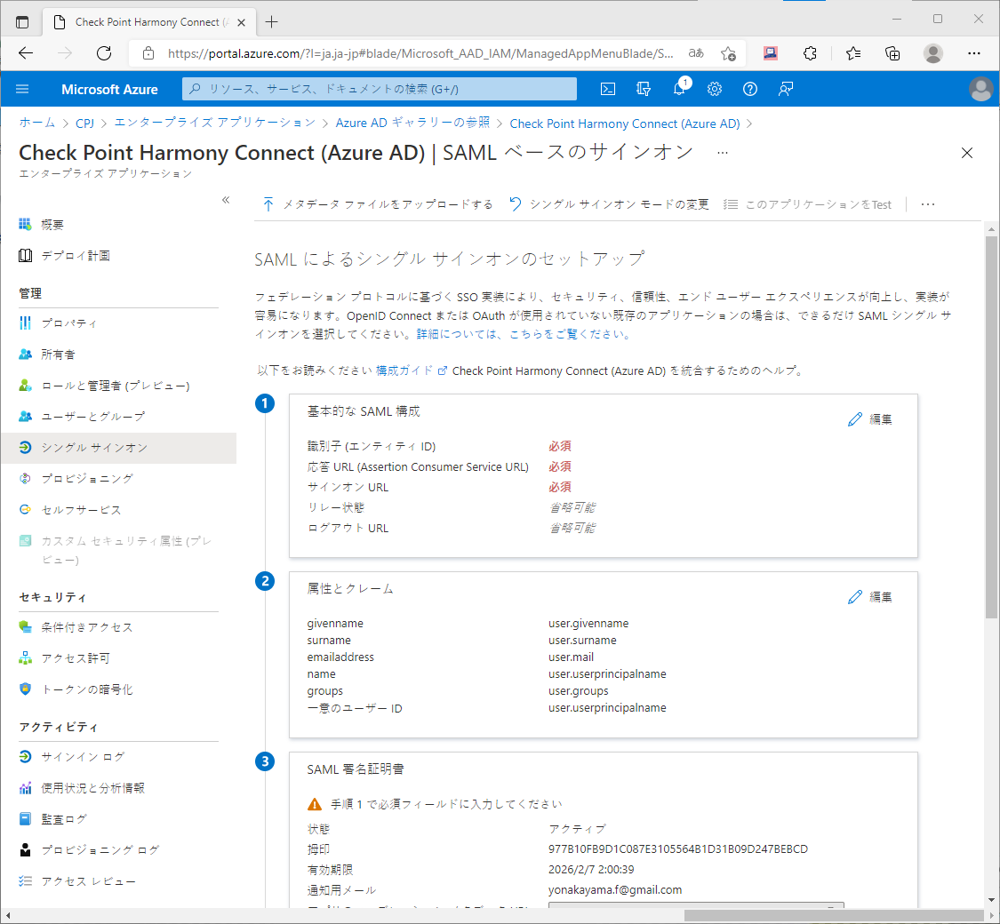 Check Point Harmony Connect (A
https://portal.azure.com/?l=ja.ja-jp#blade/Microsoft_AAD_IAM/ManagedAppMenuBlade/S...
ああ
Microsoft Azure
リソース、サービス、ドキュメントの検索 (G+/)
1
ホーム > CPJ > エンタープライズ アプリケーション > Azure AD ギャラリーの参照 > Check Point Harmony Connect (Azure AD) >
Check Point Harmony Connect (Azure AD) | SAML ベースのサインオン ...
エンタープライズ アプリケーション
«
概要
デプロイ計画
管理
プロパティ
所有者
ロールと管理者 (プレビュー)
ユーザーとグループ
シングル サインオン
プロビジョニング
セルフサービス
カスタム セキュリティ属性 (プレ
ビュー)
セキュリティ
条件付きアクセス
アクセス許可
トークンの暗号化
アクティビティ
サインイン ログ
使用状況と分析情報
監査ログ
プロビジョニング ログ
アクセス レビュー
メタデータ ファイルをアップロードする シングル サインオン モードの変更 このアプリケーションをTest ...
SAML によるシングル サインオンのセットアップ
フェデレーション プロトコルに基づく SSO 実装により、セキュリティ、信頼性、エンド ユーザー エクスペリエンスが向上し、実装が
容易になります。OpenID Connect または OAuth が使用されていない既存のアプリケーションの場合は、できるだけ SAML シングル サ
インオンを選択してください。詳細については、こちらをご覧ください。
以下をお読みください 構成ガイド Check Point Harmony Connect (Azure AD) を統合するためのヘルプ。
1
基本的な SAML 構成
編集
識別子 (エンティティ ID) 必須
応答 URL (Assertion Consumer Service URL) 必須
サインオン URL 必須
リレー状態 省略可能
ログアウト URL 省略可能
2
属性とクレーム
編集
givenname user.givenname
surname user.surname
emailaddress user.mail
name user.userprincipalname
groups user.groups
一意のユーザー ID user.userprincipalname
3
SAML 署名証明書
手順 1 で必須フィールドに入力してください
状態 アクティブ
拇印 977B10FB9D1C087E3105564B1D31B09D247BEBCD
有効期限 2026/2/7 2:00:39
通知用メール yonakayama.f@gmail.com